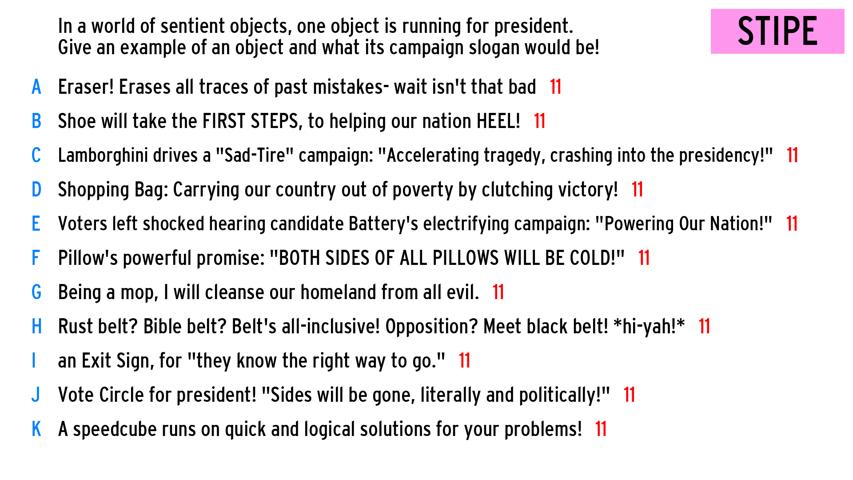 In a world of sentient objects, one object is running for president.
Give an example of an object and what its campaign slogan would be!
STIPE
A Eraser! Erases all traces of past mistakes- wait isn't that bad 11
B Shoe will take the FIRST STEPS, to helping our nation HEEL! 11
C Lamborghini drives a "Sad-Tire" campaign: "Accelerating tragedy, crashing into the presidency!" 11
D Shopping Bag: Carrying our country out of poverty by clutching victory! 11
E Voters left shocked hearing candidate Battery's electrifying campaign: "Powering Our Nation!" 11
F Pillow's powerful promise: "BOTH SIDES OF ALL PILLOWS WILL BE COLD!" 11
G Being a mop, I will cleanse our homeland from all evil. 11
H Rust belt? Bible belt? Belt's all-inclusive! Opposition? Meet black belt! *hi-yah!* 11
I an Exit Sign, for "they know the right way to go." 11
J Vote Circle for president! "Sides will be gone, literally and politically!" 11
K A speedcube runs on quick and logical solutions for your problems! 11